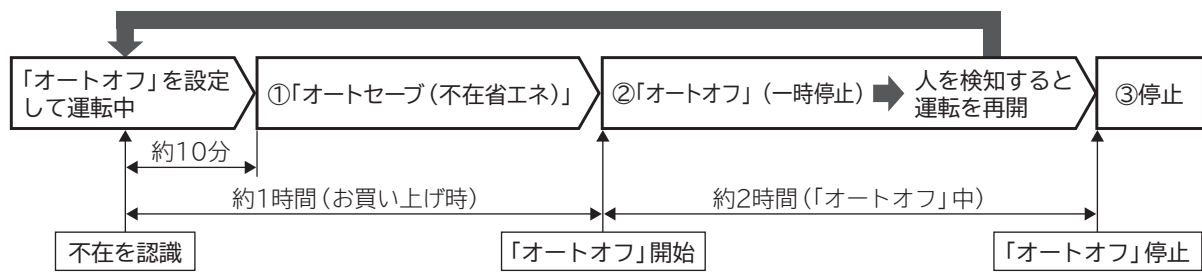 「オートオフ」を設定
して運転中
①「オートセーブ(不在省エネ)」
②「オートオフ」(一時停止)
人を検知すると
運転を再開
③停止
約10分
約1時間(お買い上げ時)
約2時間(「オートオフ」中)
不在を認識
「オートオフ」開始
「オートオフ」停止